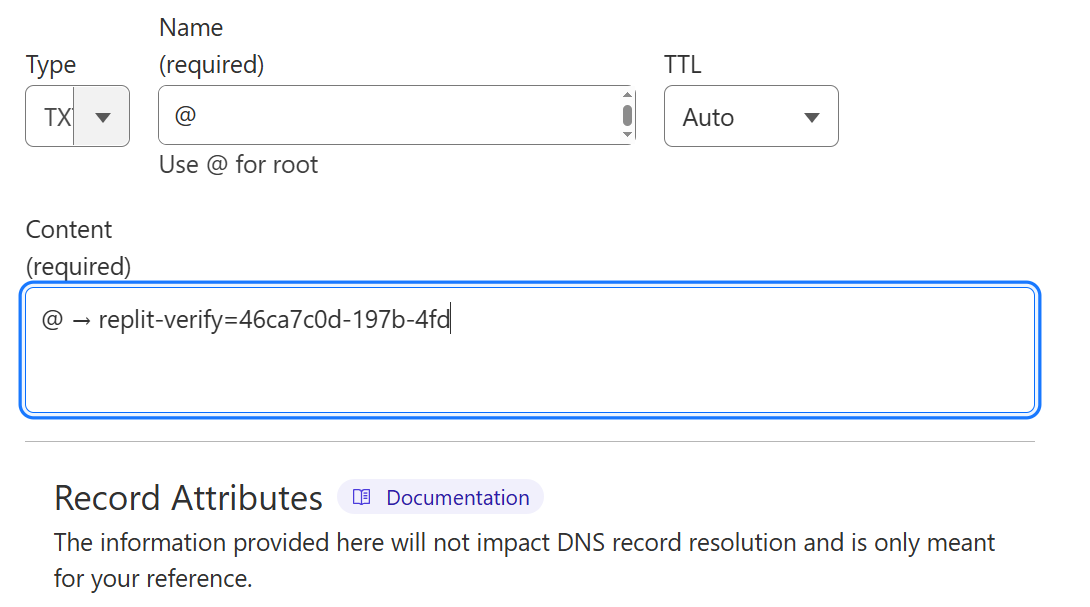 Name
Type
(required)
TTL
TXT
@
Auto
Use @ for root
Content
(required)
@ → replit-verify=46ca7c0d-197b-4fd
Record Attributes
Documentation
The information provided here will not impact DNS record resolution and is only meant
for your reference.